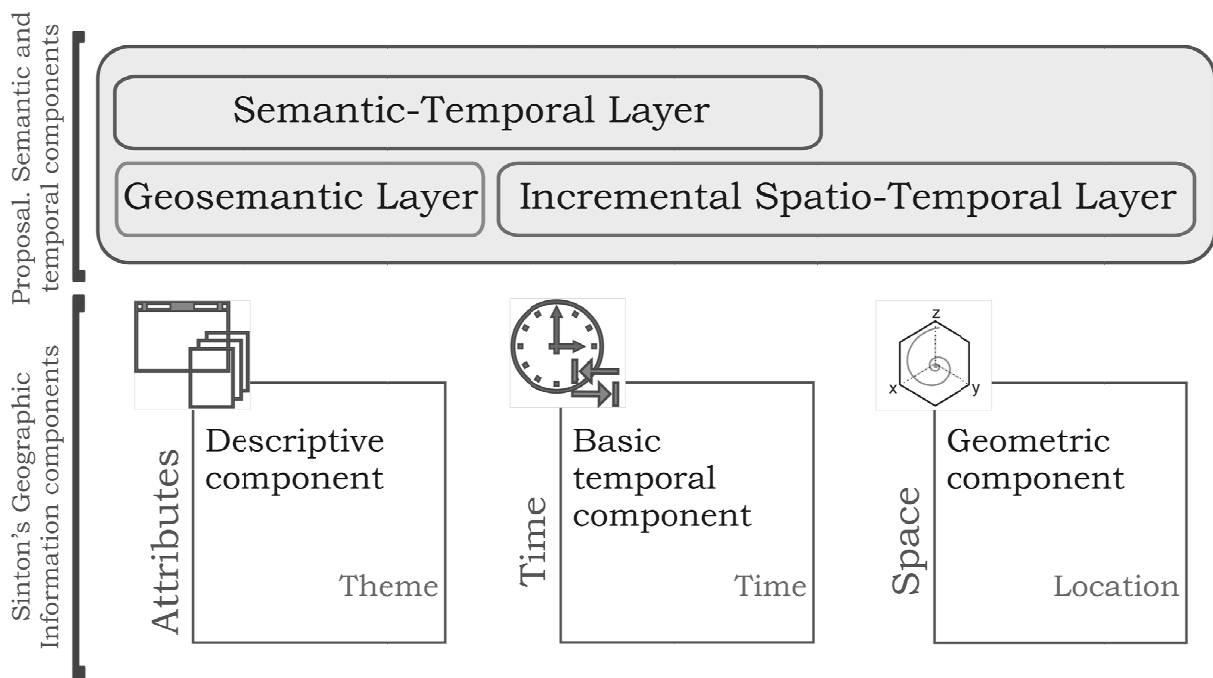 Proposal. Semantic and
temporal components
Semantic-Temporal Layer
Geosemantic Layer
Incremental Spatio-Temporal Layer
Sinton's Geographic
Information components
Attributes
Descriptive
component
Theme
Time
Basic
temporal
component
Time
z
x
y
Space
Geometric
component
Location